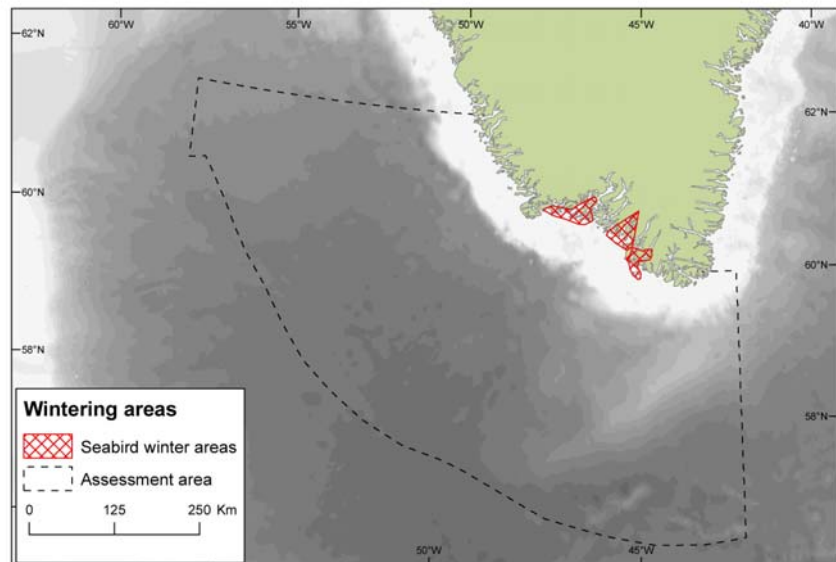 60°W 55°W 50°W 45°W 40°W
62°N
62°N
60°N
60°N
58°N
58°N
Wintering areas
Seabird winter areas
Assessment area
0 125 250 Km
50°W 45°W